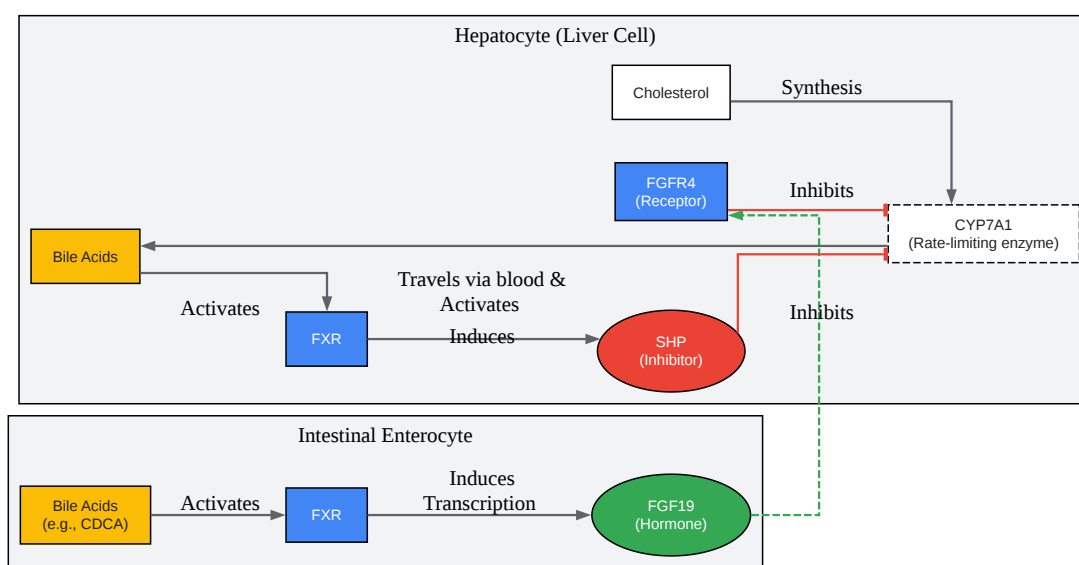 Hepatocyte (Liver Cell)
Cholesterol
Synthesis
FGFR4
(Receptor)
Inhibits
CYP7A1
(Rate-limiting enzyme)
Bile Acids
Activates
Travels via blood &
Activates
Induces
FXR
SHP
(Inhibitor)
Inhibits
Intestinal Enterocyte
Bile Acids
(e.g., CDCA)
Activates
FXR
Induces
Transcription
FGF19
(Hormone)